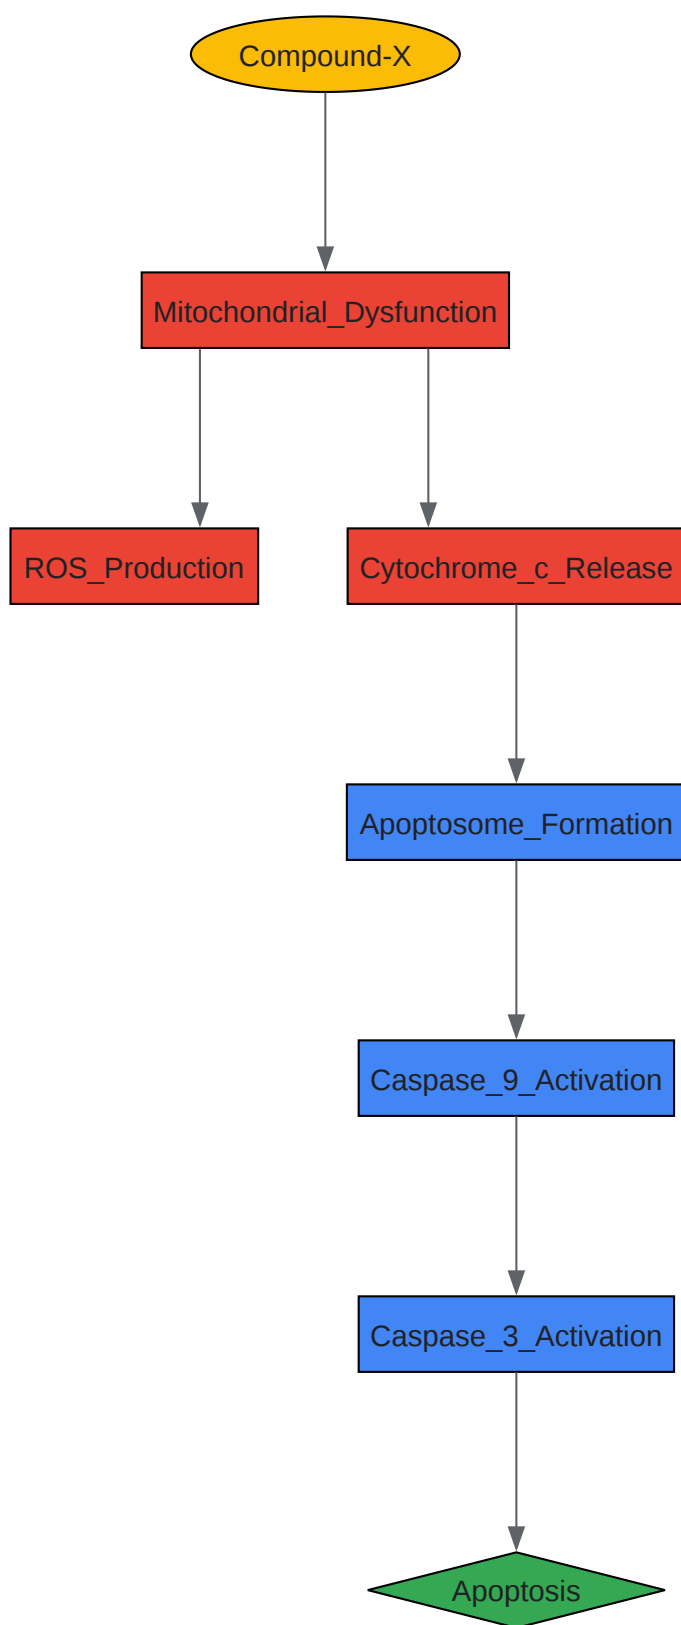 Compound-X
Mitochondrial_Dysfunction
ROS_Production
Cytochrome_c_Release
Apoptosome_Formation
Caspase_9_Activation
Caspase_3_Activation
Apoptosis